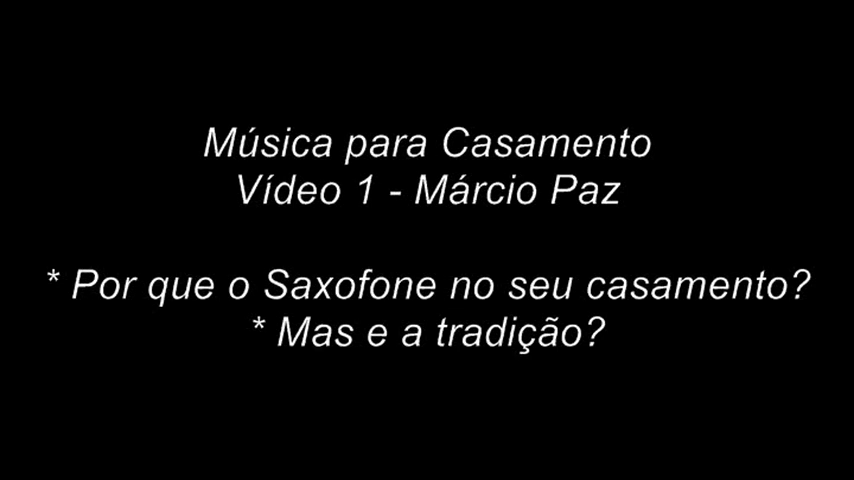 Música para Casamento
Vídeo 1 - Márcio Paz
* Por que o Saxofone no seu casamento?
* Mas e a tradição?